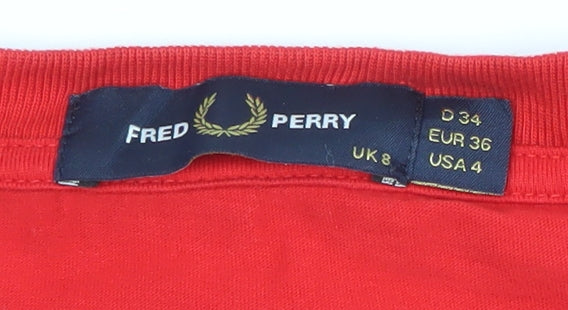 FRED PERRY
UK 8
D 34
EUR 36
USA 4